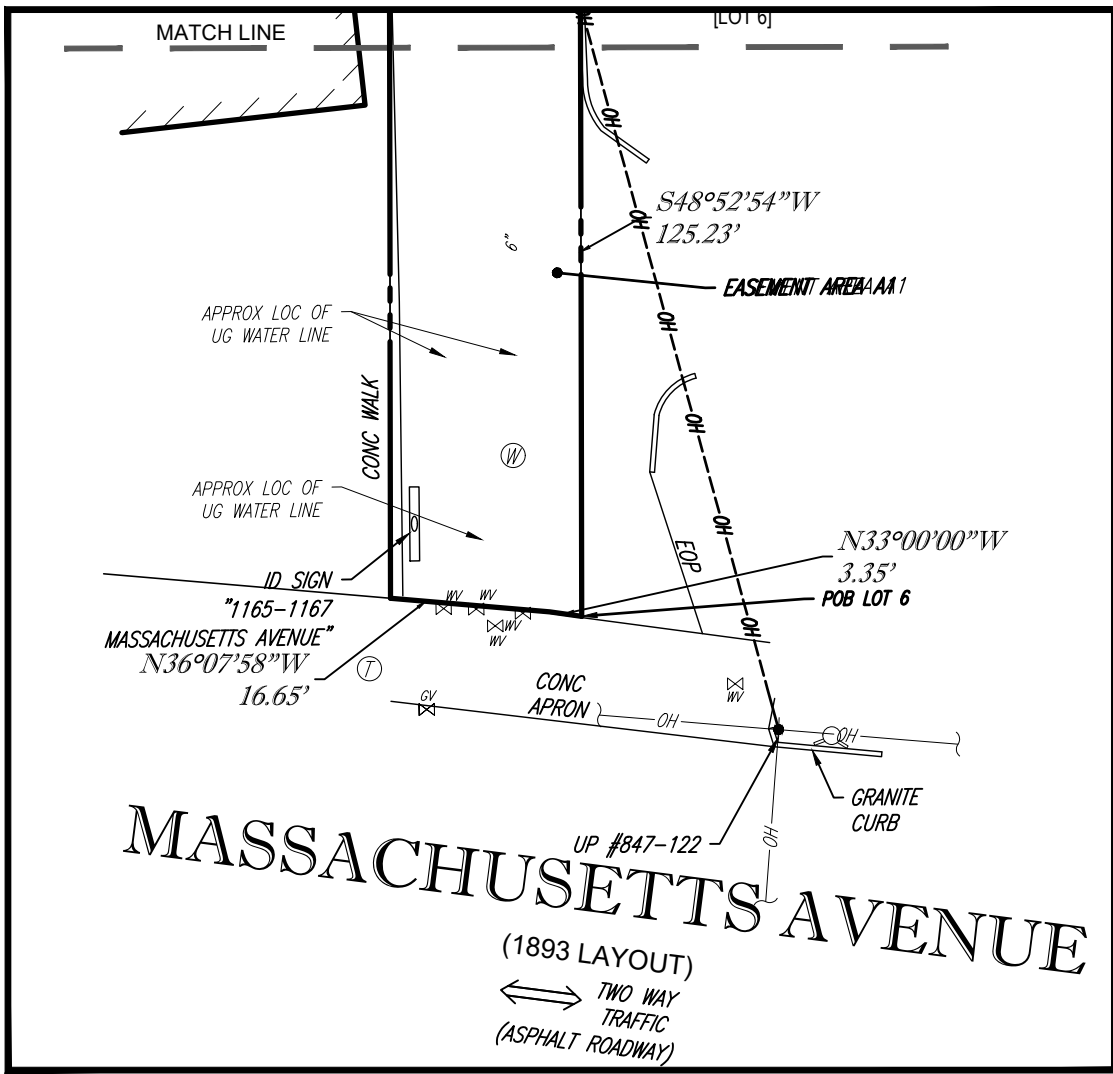 MATCH LINE
[LOT 6]
OH
OH
S48°52'54"W
125.23'
OH
6"
EASEMENT AREA A1
APPROX LOC OF
UG WATER LINE
OH
CONC WALK
OH
W
APPROX LOC OF
UG WATER LINE
OH
N33°00'00"W
3.35'
EOP
POB LOT 6
ID SIGN
"1165-1167
MASSACHUSETTS AVENUE"
WV
WV
WV
WV
OH
N36°07'58"W
16.65'
T
CONC
APRON
WV
GV
OH
OH
GRANITE
CURB
UP #847-122
OH
MASSACHUSETTS AVENUE
(1893 LAYOUT)
TWO WAY
TRAFFIC
(ASPHALT ROADWAY)